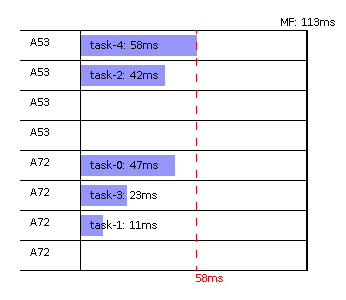 MF: 113ms
A53 task-4: 58ms
A53 task-2: 42ms
A53
A53
A72 task-0: 47ms
A72 task-3: 23ms
A72 task-1: 11ms
A72
58ms